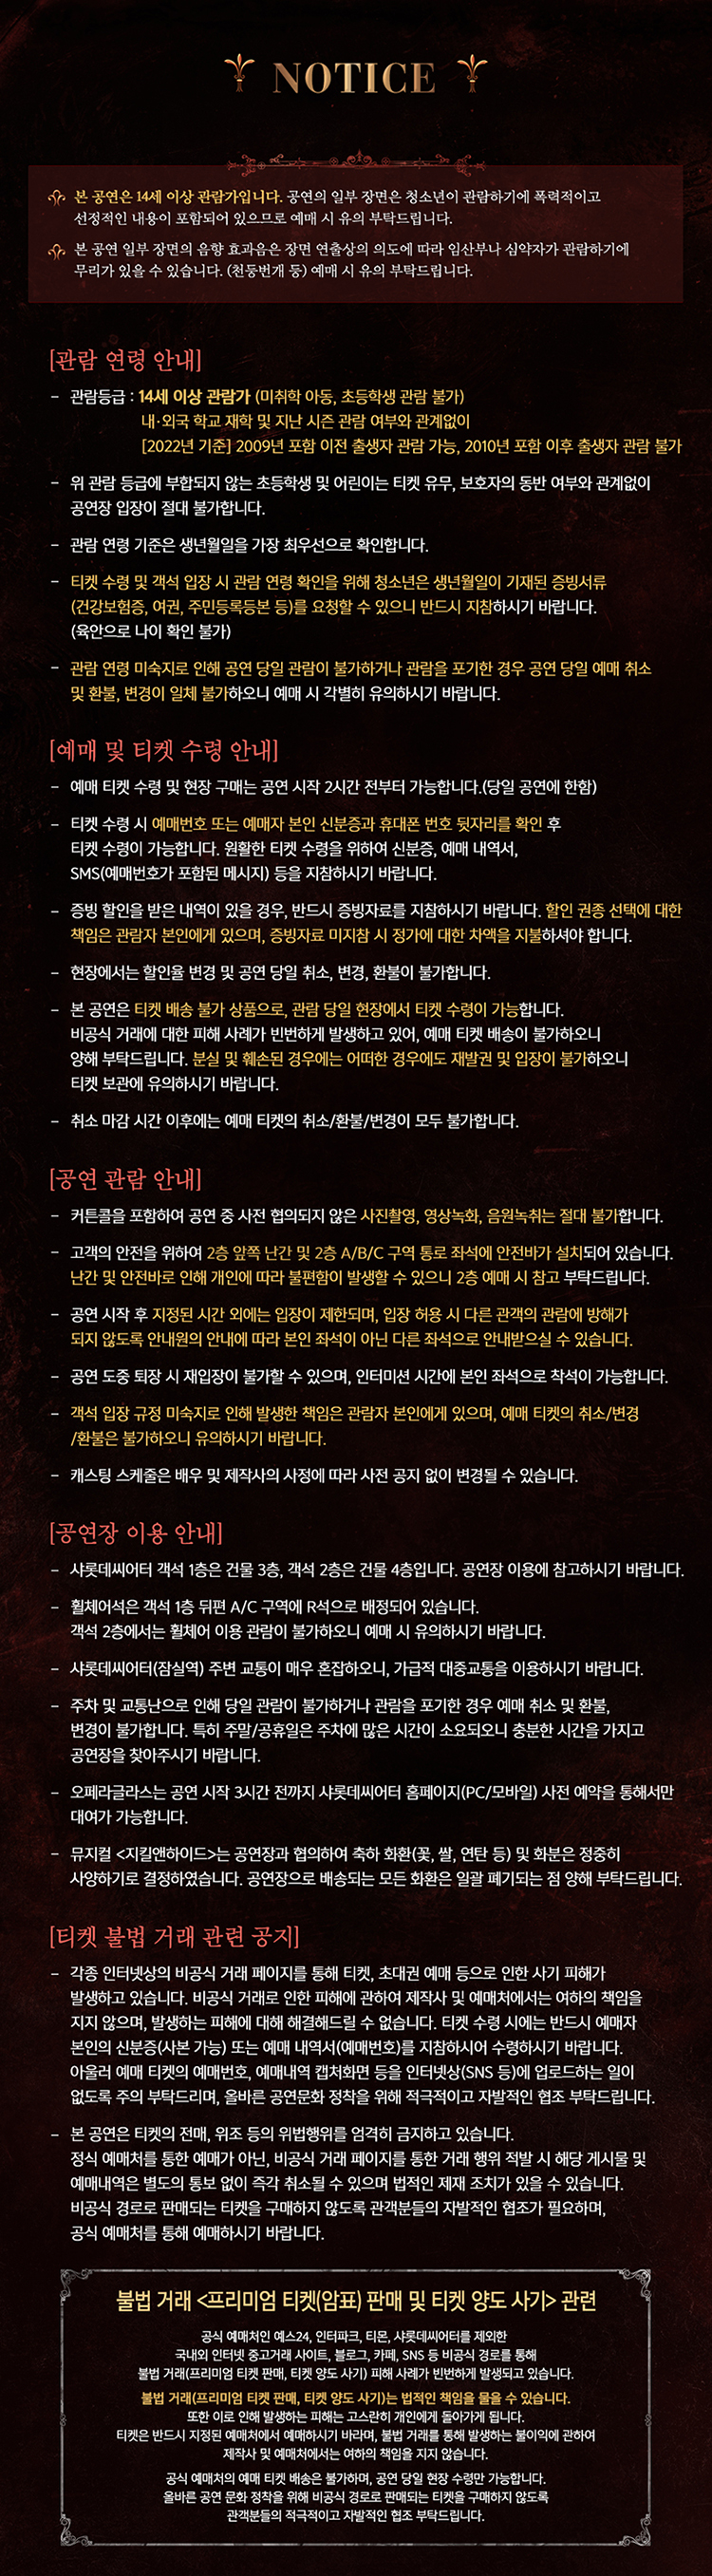 NOTICE
본 공연은 14세 이상 관람가입니다. 공연의 일부 장면은 청소년이 관람하기에 폭력적이고
선정적인 내용이 포함되어 있으므로 예매 시 유의 부탁드립니다.
본 공연 일부 장면의 음향 효과음은 장면 연출상의 의도에 따라 임산부나 심약자가 관람하기에
무리가 있을 수 있습니다. (천둥번개 등) 예매 시 유의 부탁드립니다.
[관람 연령 안내]
- 관람등급 : 14세 이상 관람가 (미취학 아동, 초등학생 관람 불가)
내·외국 학교 재학 및 지난 시즌 관람 여부와 관계없이
[2022년 기준] 2009년 포함 이전 출생자 관람 가능, 2010년 포함 이후 출생자 관람 불가
- 위 관람 등급에 부합되지 않는 초등학생 및 어린이는 티켓 유무, 보호자의 동반 여부와 관계없이
공연장 입장이 절대 불가합니다.
- 관람 연령 기준은 생년월일을 가장 최우선으로 확인합니다.
- 티켓 수령 및 객석 입장 시 관람 연령 확인을 위해 청소년은 생년월일이 기재된 증빙서류
(건강보험증, 여권, 주민등록등본 등)를 요청할 수 있으니 반드시 지참하시기 바랍니다.
(육안으로 나이 확인 불가)
- 관람 연령 미숙지로 인해 공연 당일 관람이 불가하거나 관람을 포기한 경우 공연 당일 예매 취소
및 환불, 변경이 일체 불가하오니 예매 시 각별히 유의하시기 바랍니다.
[예매 및 티켓 수령 안내]
- 예매 티켓 수령 및 현장 구매는 공연 시작 2시간 전부터 가능합니다.(당일 공연에 한함)
- 티켓 수령 시 예매번호 또는 예매자 본인 신분증과 휴대폰 번호 뒷자리를 확인 후
티켓 수령이 가능합니다. 원활한 티켓 수령을 위하여 신분증, 예매 내역서,
SMS(예매번호가 포함된 메시지) 등을 지참하시기 바랍니다.
- 증빙 할인을 받은 내역이 있을 경우, 반드시 증빙자료를 지참하시기 바랍니다. 할인 권종 선택에 대한
책임은 관람자 본인에게 있으며, 증빙자료 미지참 시 정가에 대한 차액을 지불하셔야 합니다.
- 현장에서는 할인율 변경 및 공연 당일 취소, 변경, 환불이 불가합니다.
- 본 공연은 티켓 배송 불가 상품으로, 관람 당일 현장에서 티켓 수령이 가능합니다.
비공식 거래에 대한 피해 사례가 빈번하게 발생하고 있어, 예매 티켓 배송이 불가하오니
양해 부탁드립니다. 분실 및 훼손된 경우에는 어떠한 경우에도 재발권 및 입장이 불가하오니
티켓 보관에 유의하시기 바랍니다.
- 취소 마감 시간 이후에는 예매 티켓의 취소/환불/변경이 모두 불가합니다.
[공연 관람 안내]
- 커튼콜을 포함하여 공연 중 사전 협의되지 않은 사진촬영, 영상녹화, 음원녹취는 절대 불가합니다.
- 고객의 안전을 위하여 2층 앞쪽 난간 및 2층 A/B/C 구역 통로 좌석에 안전바가 설치되어 있습니다.
난간 및 안전바로 인해 개인에 따라 불편함이 발생할 수 있으니 2층 예매 시 참고 부탁드립니다.
- 공연 시작 후 지정된 시간 외에는 입장이 제한되며, 입장 허용 시 다른 관객의 관람에 방해가
되지 않도록 안내원의 안내에 따라 본인 좌석이 아닌 다른 좌석으로 안내받으실 수 있습니다.
- 공연 도중 퇴장 시 재입장이 불가할 수 있으며, 인터미션 시간에 본인 좌석으로 착석이 가능합니다.
- 객석 입장 규정 미숙지로 인해 발생한 책임은 관람자 본인에게 있으며, 예매 티켓의 취소/변경
/환불은 불가하오니 유의하시기 바랍니다.
- 캐스팅 스케줄은 배우 및 제작사의 사정에 따라 사전 공지 없이 변경될 수 있습니다.
[공연장 이용 안내]
- 샤롯데씨어터 객석 1층은 건물 3층, 객석 2층은 건물 4층입니다. 공연장 이용에 참고하시기 바랍니다.
- 휠체어석은 객석 1층 뒤편 A/C 구역에 R석으로 배정되어 있습니다.
객석 2층에서는 휠체어 이용 관람이 불가하오니 예매 시 유의하시기 바랍니다.
- 샤롯데씨어터(잠실역) 주변 교통이 매우 혼잡하오니, 가급적 대중교통을 이용하시기 바랍니다.
- 주차 및 교통난으로 인해 당일 관람이 불가하거나 관람을 포기한 경우 예매 취소 및 환불,
변경이 불가합니다. 특히 주말/공휴일은 주차에 많은 시간이 소요되오니 충분한 시간을 가지고
공연장을 찾아주시기 바랍니다.
- 오페라글라스는 공연 시작 3시간 전까지 샤롯데씨어터 홈페이지(PC/모바일) 사전 예약을 통해서만
대여가 가능합니다.
- 뮤지컬 <지킬앤하이드>는 공연장과 협의하여 축하 화환(꽃, 쌀, 연탄 등) 및 화분은 정중히
사양하기로 결정하였습니다. 공연장으로 배송되는 모든 화환은 일괄 폐기되는 점 양해 부탁드립니다.
[티켓 불법 거래 관련 공지]
- 각종 인터넷상의 비공식 거래 페이지를 통해 티켓, 초대권 예매 등으로 인한 사기 피해가
발생하고 있습니다. 비공식 거래로 인한 피해에 관하여 제작사 및 예매처에서는 여하의 책임을
지지 않으며, 발생하는 피해에 대해 해결해드릴 수 없습니다. 티켓 수령 시에는 반드시 예매자
본인의 신분증(사본 가능) 또는 예매 내역서(예매번호)를 지참하시어 수령하시기 바랍니다.
아울러 예매 티켓의 예매번호, 예매내역 캡처화면 등을 인터넷상(SNS 등)에 업로드하는 일이
없도록 주의 부탁드리며, 올바른 공연문화 정착을 위해 적극적이고 자발적인 협조 부탁드립니다.
- 본 공연은 티켓의 전매, 위조 등의 위법행위를 엄격히 금지하고 있습니다.
정식 예매처를 통한 예매가 아닌, 비공식 거래 페이지를 통한 거래 행위 적발 시 해당 게시물 및
예매내역은 별도의 통보 없이 즉각 취소될 수 있으며 법적인 제재 조치가 있을 수 있습니다.
비공식 경로로 판매되는 티켓을 구매하지 않도록 관객분들의 자발적인 협조가 필요하며,
공식 예매처를 통해 예매하시기 바랍니다.
불법 거래 <프리미엄 티켓(암표) 판매 및 티켓 양도 사기> 관련
공식 예매처인 예스24, 인터파크, 티몬, 샤롯데씨어터를 제외한
국내외 인터넷 중고거래 사이트, 블로그, 카페, SNS 등 비공식 경로를 통해
불법 거래(프리미엄 티켓 판매, 티켓 양도 사기) 피해 사례가 빈번하게 발생되고 있습니다.
불법 거래(프리미엄 티켓 판매, 티켓 양도 사기)는 법적인 책임을 물을 수 있습니다.
또한 이로 인해 발생하는 피해는 고스란히 개인에게 돌아가게 됩니다.
티켓은 반드시 지정된 예매처에서 예매하시기 바라며, 불법 거래를 통해 발생하는 불이익에 관하여
제작사 및 예매처에서는 여하의 책임을 지지 않습니다.
공식 예매처의 예매 티켓 배송은 불가하며, 공연 당일 현장 수령만 가능합니다.
올바른 공연 문화 정착을 위해 비공식 경로로 판매되는 티켓을 구매하지 않도록
관객분들의 적극적이고 자발적인 협조 부탁드립니다.